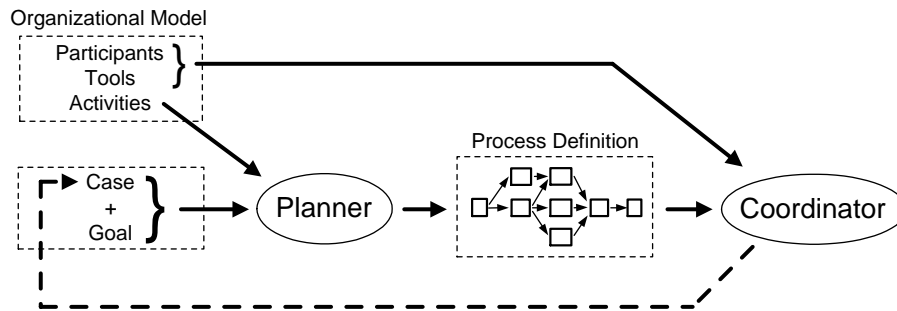 Organizational Model
Participants
Tools
Activities
Process Definition
Case
+
Goal
Planner
Coordinator